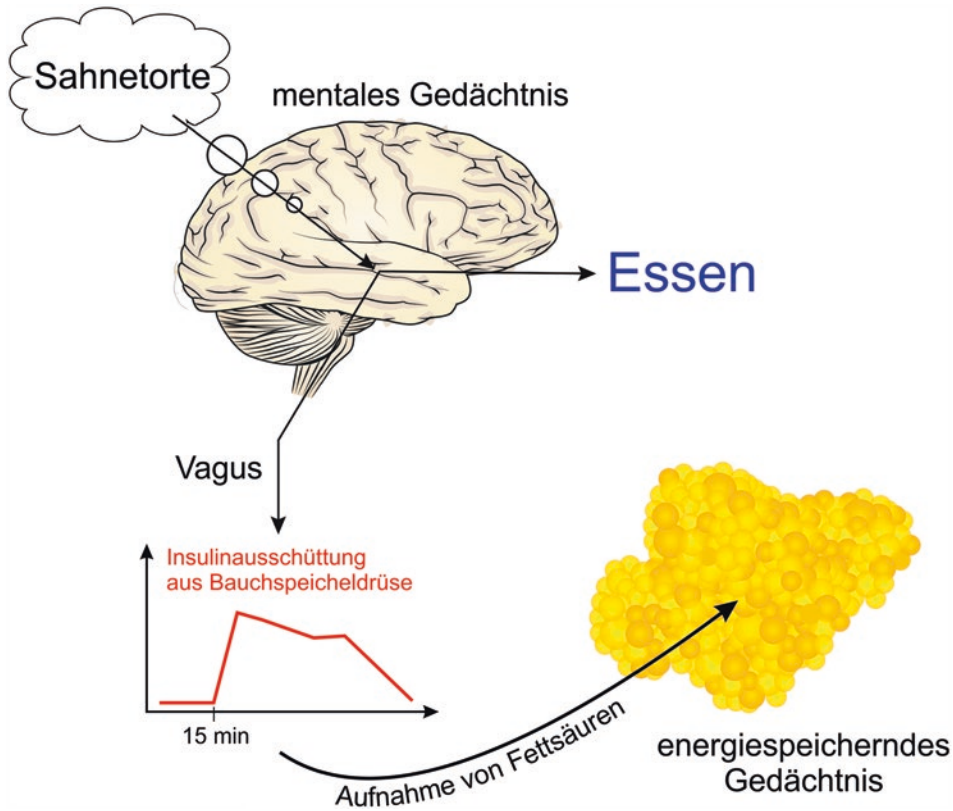 Sahnetorte
mentales Gedächtnis
Essen
Vagus
Insulinausschüttung
aus Bauchspeicheldrüse
15 min
Aufnahme von Fettsäuren
energiespeicherndes
Gedächtnis